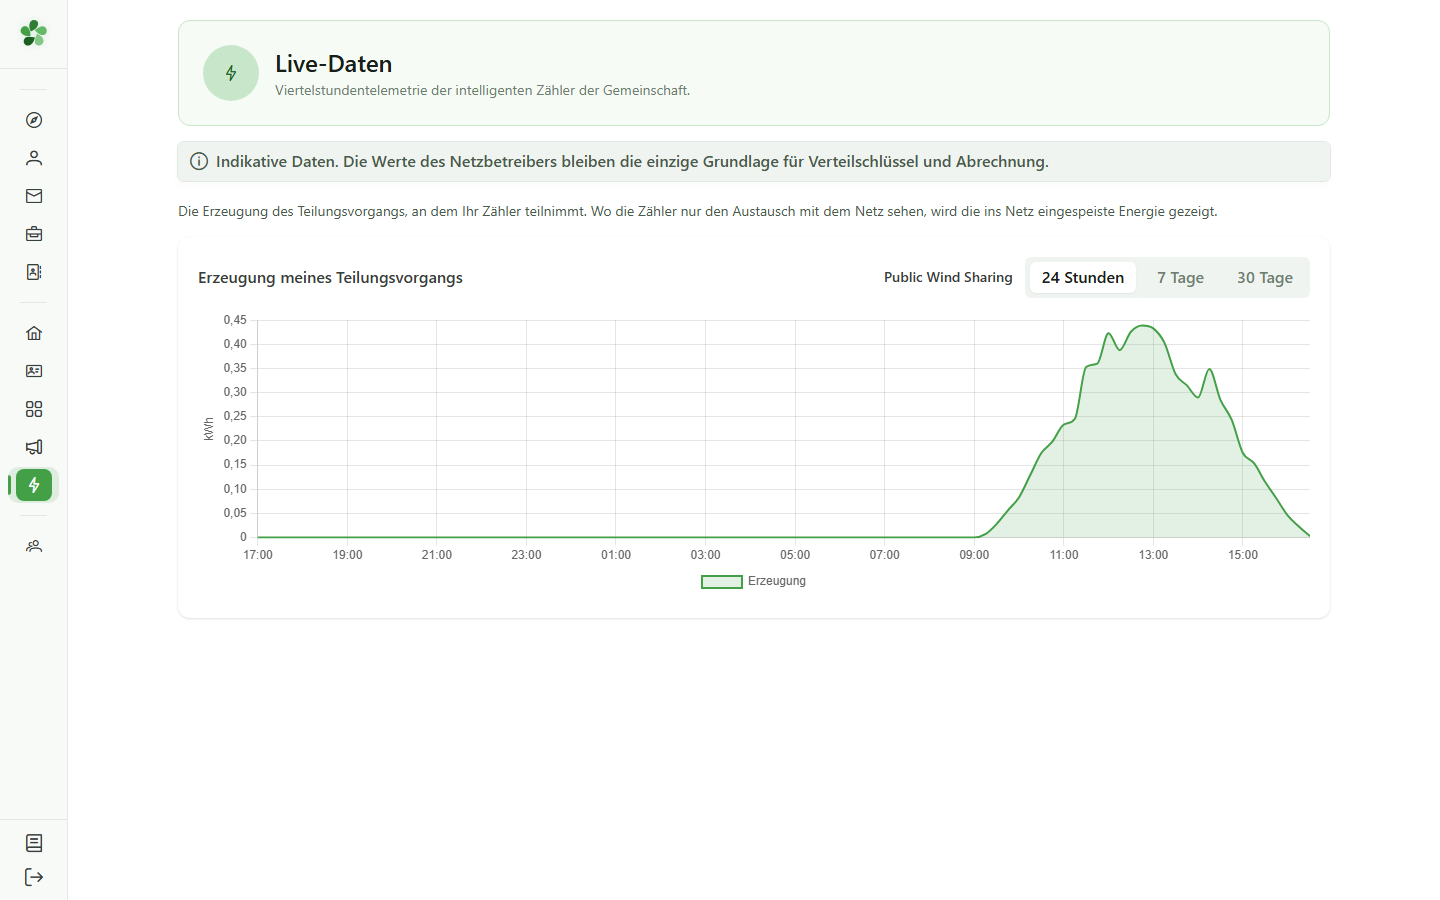 Live-Daten
Viertelstundentelemetrie der intelligenten Zähler der Gemeinschaft.
Indikative Daten. Die Werte des Netzbetreibers bleiben die einzige Grundlage für Verteilschlüssel und Abrechnung.
Die Erzeugung des Teilungsvorgangs, an dem Ihr Zähler teilnimmt. Wo die Zähler nur den Austausch mit dem Netz sehen, wird die ins Netz eingespeiste Energie gezeigt.
Erzeugung meines Teilungsvorgangs
Public Wind Sharing
24 Stunden
7 Tage
30 Tage
0,45
0,40
0,35
0,30
0,25
0,20
0,15
0,10
0,05
0
kWh
17:00 19:00 21:00 23:00 01:00 03:00 05:00 07:00 09:00 11:00 13:00 15:00
Erzeugung